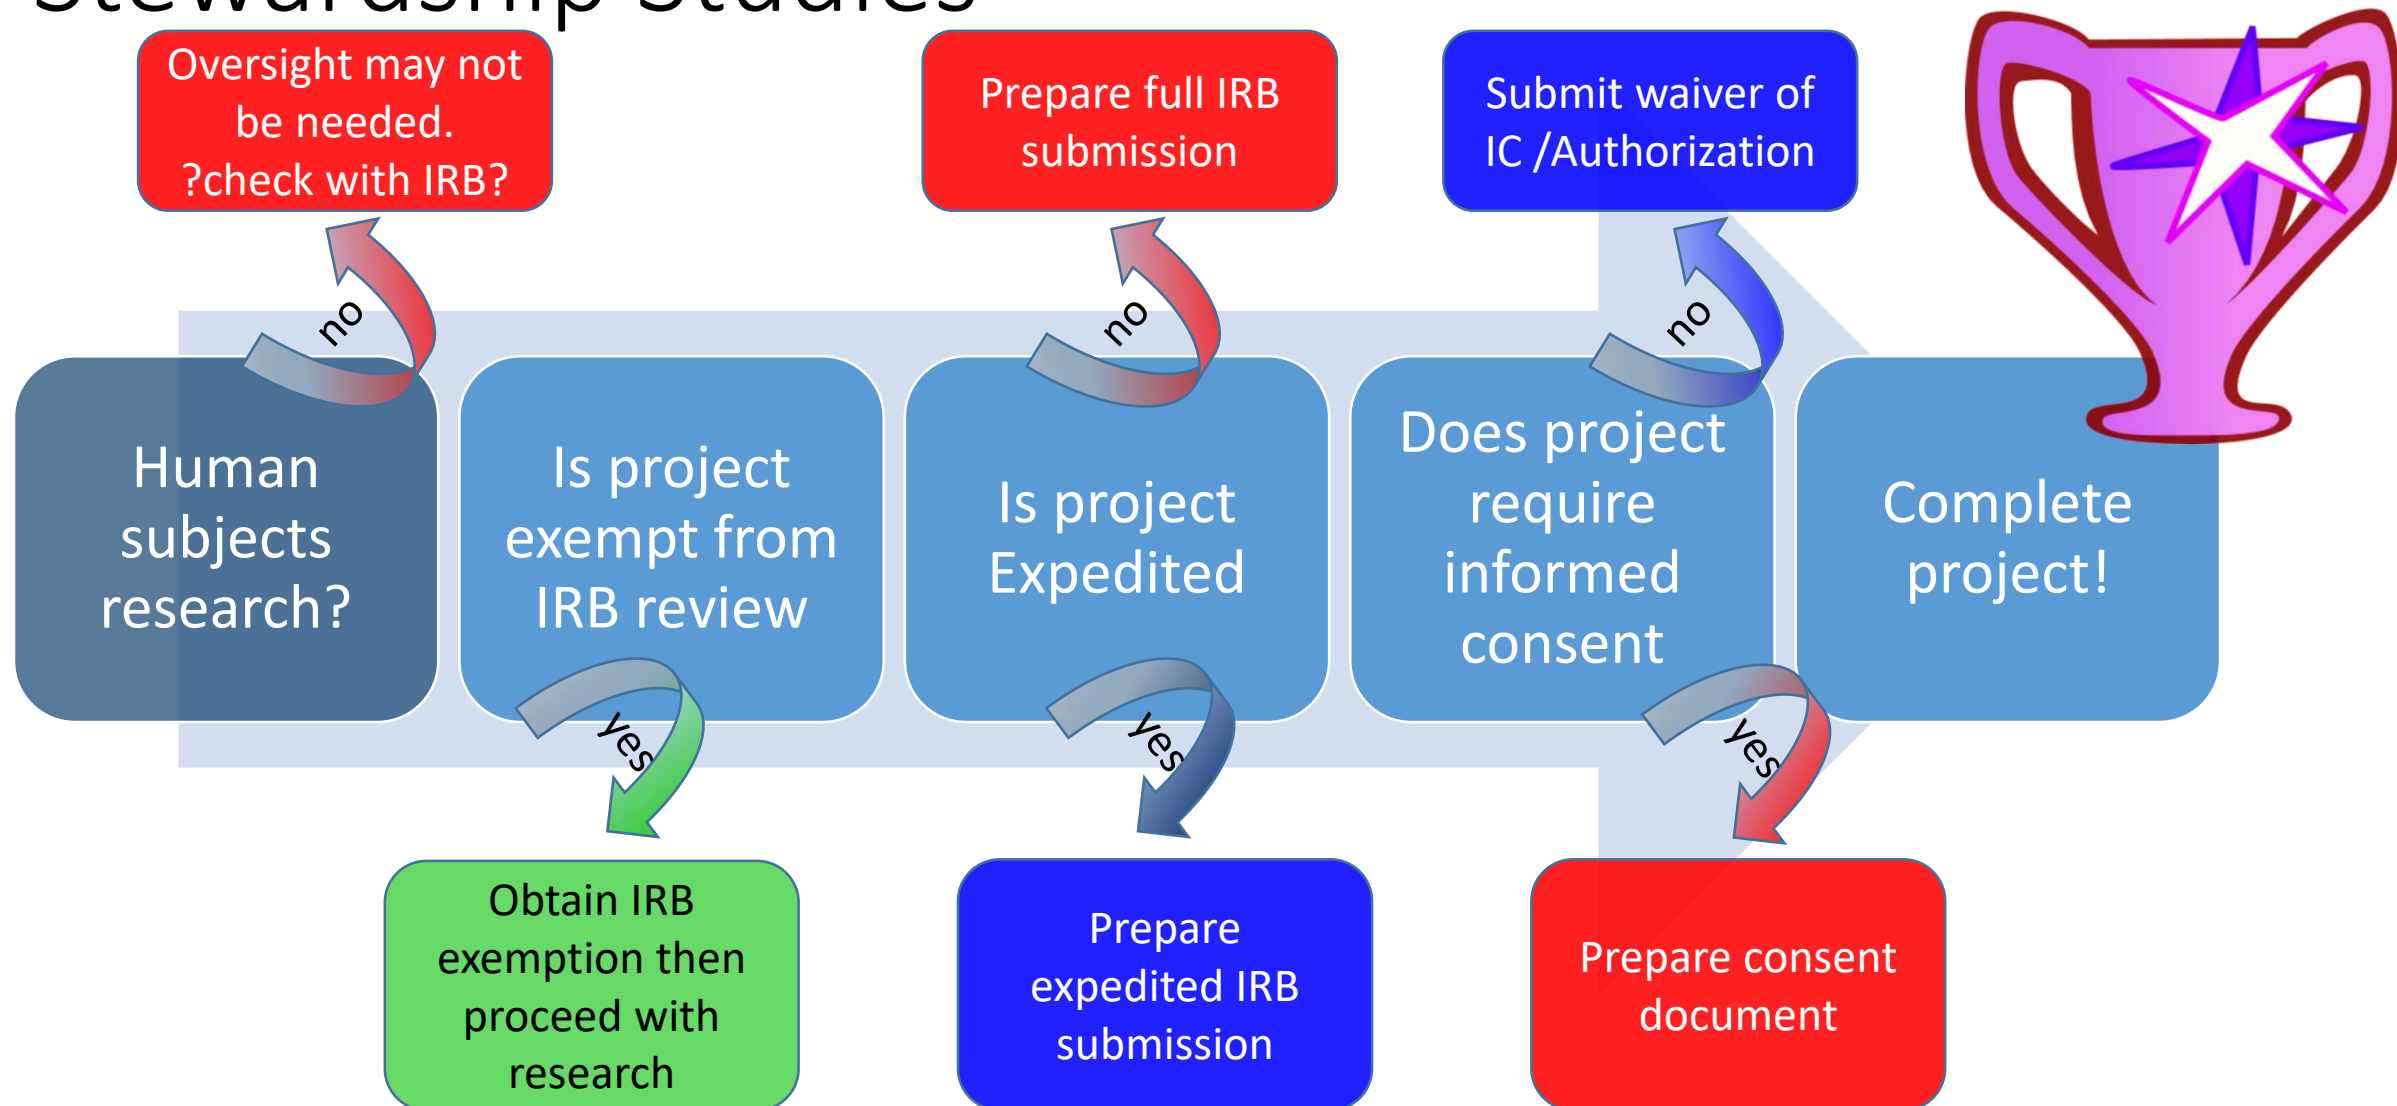 Stewardship Studies
Oversight may not
be needed.
?check with IRB?
Prepare full IRB
submission
Submit waiver of
IC /Authorization
no
no
no
Human
subjects
research?
Is project
exempt from
IRB review
Is project
Expedited
Does project
require
informed
consent
Complete
project!
yes
yes
yes
Obtain IRB
exemption then
proceed with
research
Prepare
expedited IRB
submission
Prepare consent
document